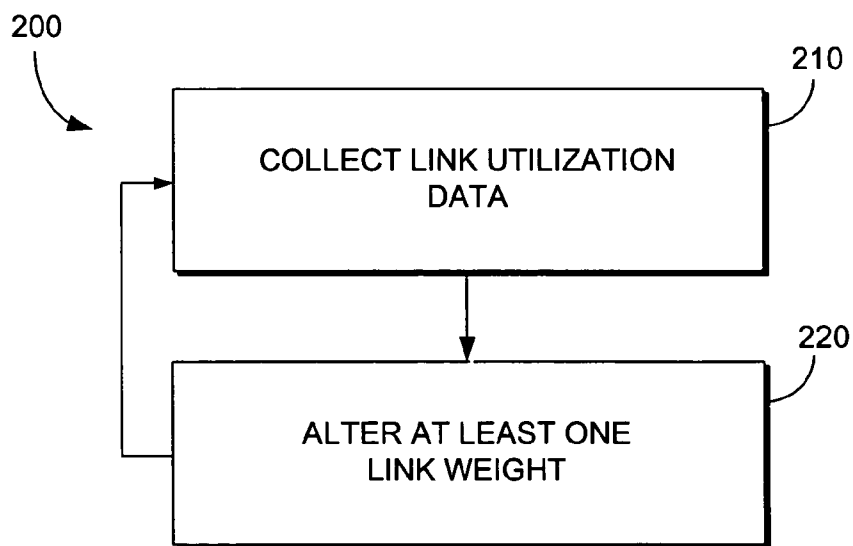 200
210
COLLECT LINK UTILIZATION
DATA
220
ALTER AT LEAST ONE
LINK WEIGHT